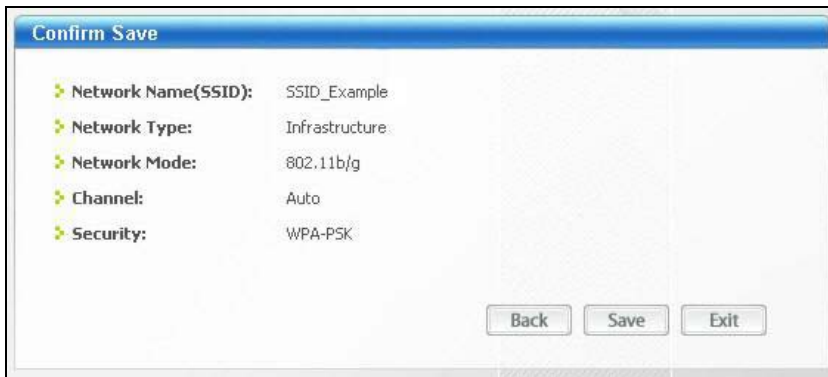 Confirm Save
Network Name(SSID): SSID_Example
Network Type: Infrastructure
Network Mode: 802.11b/g
Channel: Auto
Security: WPA-PSK
Back Save Exit